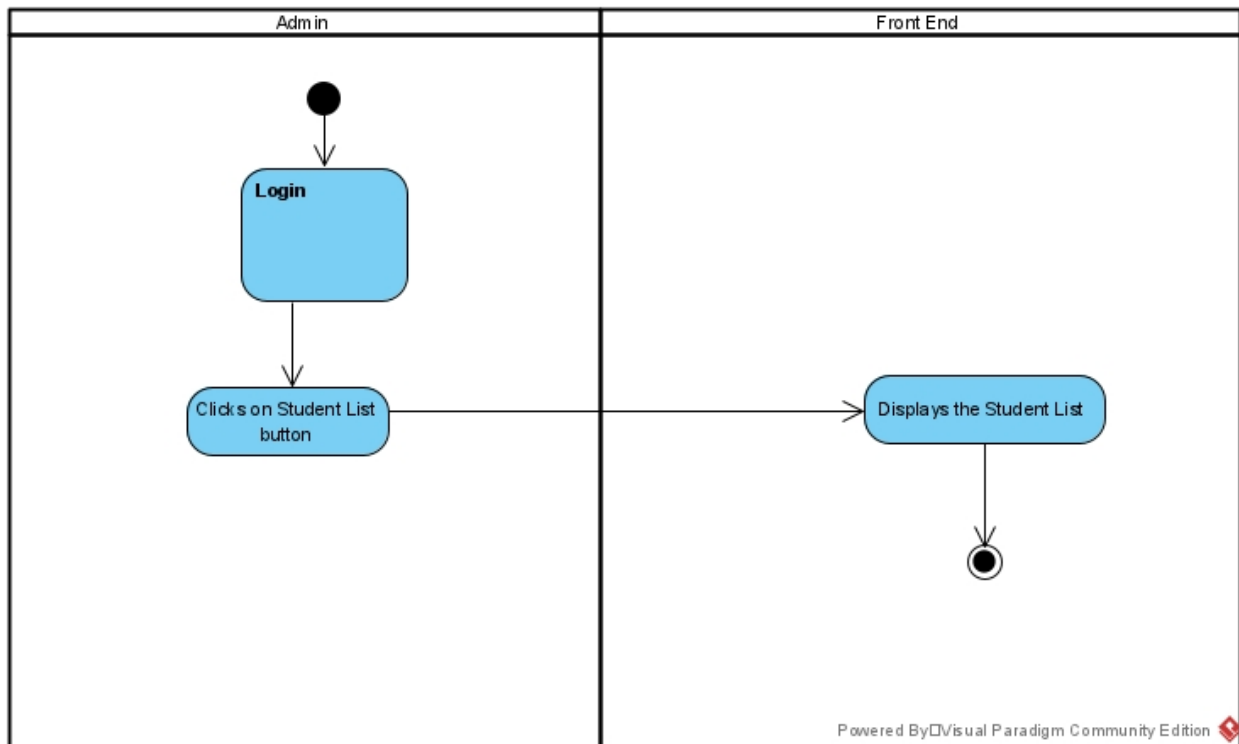 Admin
Front End
Login
Clicks on Student List
button
Displays the Student List
Powered By□Visual Paradigm Community Edition